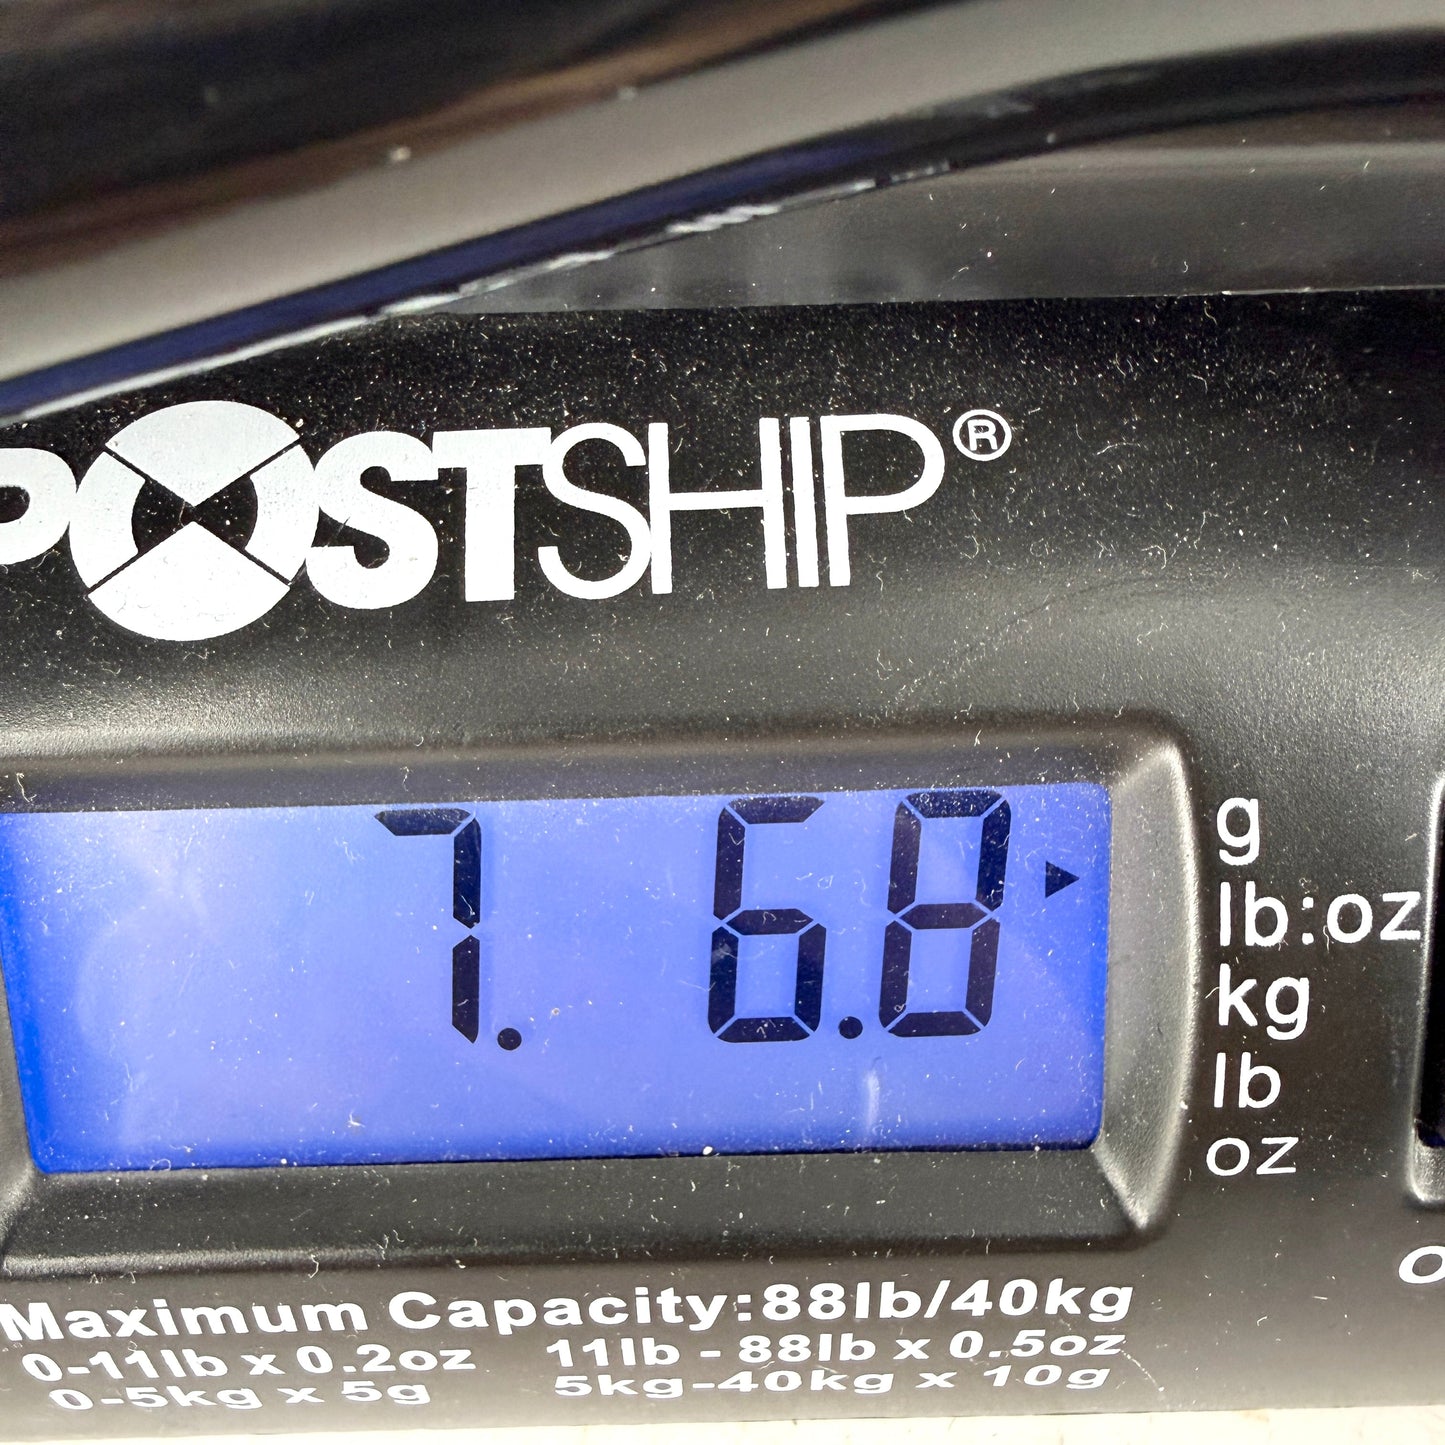 POSTSHIP®
7. 6.8
g
lb:oz
kg
lb
oz
Maximum Capacity:88lb/40kg
0-11lb x 0.2oz 11lb - 88lb x 0.5oz
0-5kg x 5g 5kg-40kg x 10g